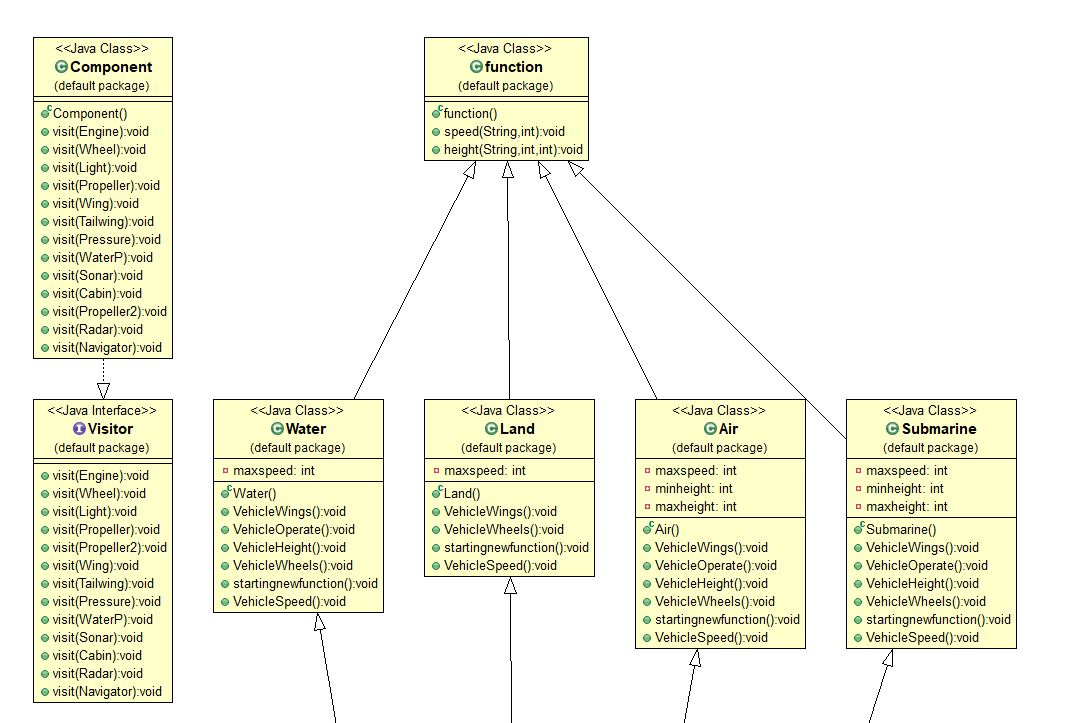 <<Java Class>>
Component
(default package)
Component()
visit(Engine):void
visit(Wheel):void
visit(Light):void
visit(Propeller):void
visit(Wing):void
visit(Tailwing):void
visit(Pressure):void
visit(WaterP):void
visit(Sonar):void
visit(Cabin):void
visit(Propeller2):void
visit(Radar):void
visit(Navigator):void
<<Java Class>>
function
(default package)
function()
speed(String,int):void
height(String,int,int):void
<<Java Interface>>
Visitor
(default package)
visit(Engine):void
visit(Wheel):void
visit(Light):void
visit(Propeller):void
visit(Propeller2):void
visit(Wing):void
visit(Tailwing):void
visit(Pressure):void
visit(WaterP):void
visit(Sonar):void
visit(Cabin):void
visit(Radar):void
visit(Navigator):void
<<Java Class>>
Water
(default package)
maxspeed: int
Water()
VehicleWings():void
VehicleOperate():void
VehicleHeight():void
VehicleWheels():void
startingnewfunction():void
VehicleSpeed():void
<<Java Class>>
Land
(default package)
maxspeed: int
Land()
VehicleWings():void
VehicleWheels():void
startingnewfunction():void
VehicleSpeed():void
<<Java Class>>
Air
(default package)
maxspeed: int
minheight: int
maxheight: int
Air()
VehicleWings():void
VehicleOperate():void
VehicleHeight():void
VehicleWheels():void
startingnewfunction():void
VehicleSpeed():void
<<Java Class>>
Submarine
(default package)
maxspeed: int
minheight: int
maxheight: int
Submarine()
VehicleWings():void
VehicleOperate():void
VehicleHeight():void
VehicleWheels():void
startingnewfunction():void
VehicleSpeed():void